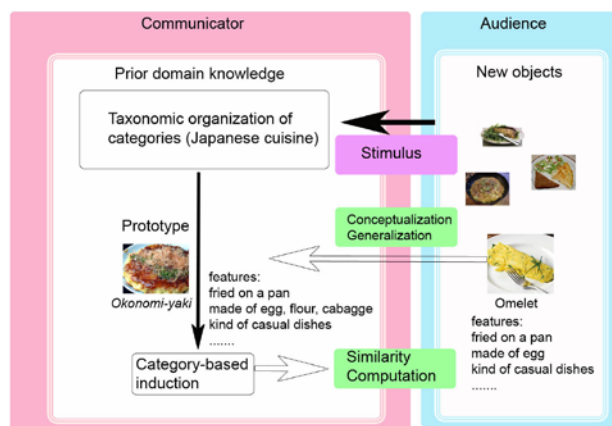 Communicator
Audience
Prior domain knowledge
New objects
Taxonomic organization of
categories (Japanese cuisine)
Stimulus
Conceptualization
Generalization
Prototype
Okonomi-yaki
features:
fried on a pan
made of egg, flour, cabagge
kind of casual dishes
.......
Omelet
features:
fried on a pan
made of egg
kind of casual dishes
.......
Category-based
induction
Similarity
Computation